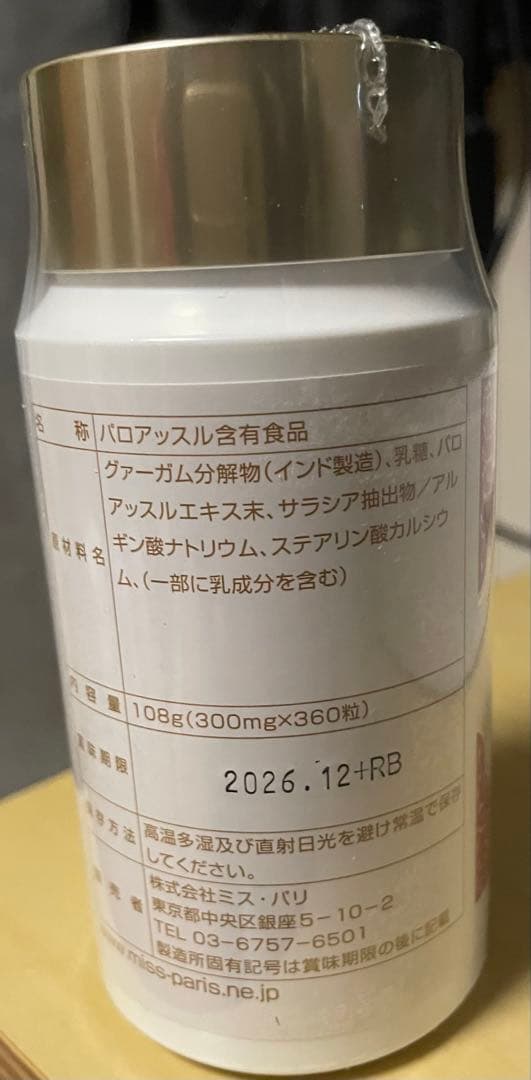 名 称 パロアッスル含有食品
原材料名 グァーガム分解物(インド製造)、乳糖、パロ
アッスルエキス末、サラシア抽出物/アル
ギン酸ナトリウム、ステアリン酸カルシウ
ム、(一部に乳成分を含む)
内容量 108g(300mg×360粒)
賞味期限 2026.12+RB
保存方法 高温多湿及び直射日光を避け常温で保存
してください。
販売者 株式会社ミス・パリ
東京都中央区銀座5-10-2
TEL 03-6757-6501
製造所固有記号は賞味期限の後に記載
www.miss-paris.ne.jp